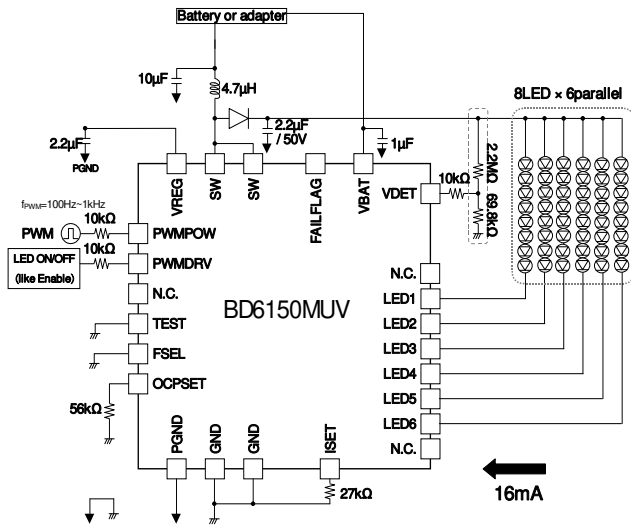 Battery or adapter
10µF
4.7µH
8LED × 6parallel
2.2µF
/ 50V
2.2µF
1µF
PGND
2.2MΩ
69.8kΩ
10kΩ
VREG
SW
SW
FAILFLAG
VBAT
VDET
fPWM=100Hz~1kHz
PWM
10kΩ
PWMPOW
LED ON/OFF
(like Enable)
10kΩ
PWMDRV
N.C.
TEST
FSEL
OCPSET
56kΩ
BD6150MUV
N.C.
LED1
LED2
LED3
LED4
LED5
LED6
N.C.
PGND
GND
GND
ISET
27kΩ
16mA